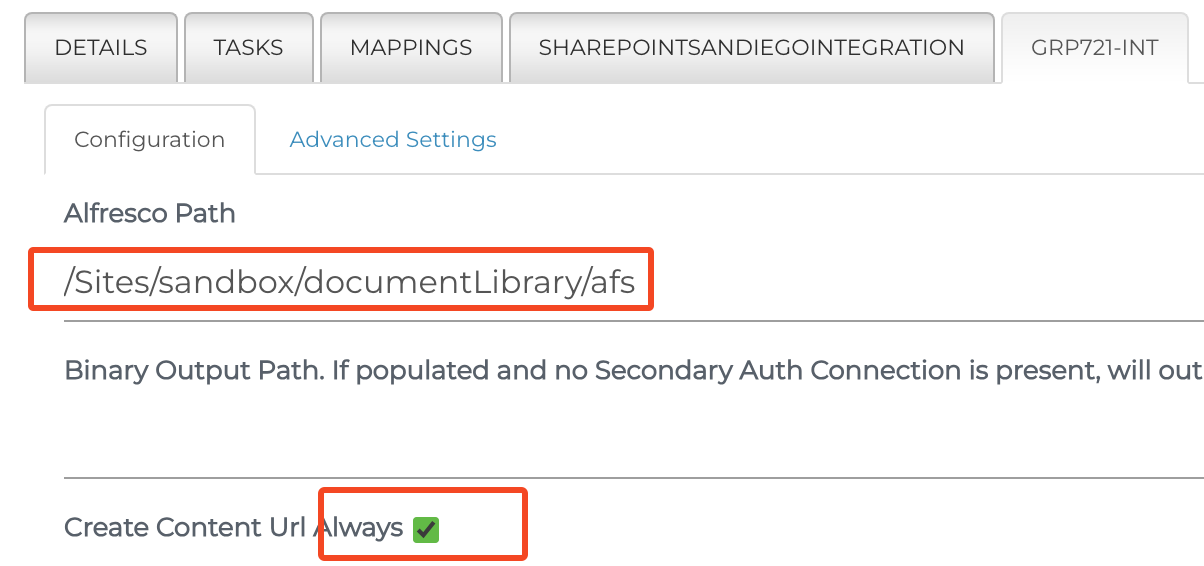 DETAILS TASKS MAPPINGS SHAREPOINTSANDIEGOINTEGRATION GRP721-INT
Configuration Advanced Settings
Alfresco Path
/Sites/sandbox/documentLibrary/afs
Binary Output Path. If populated and no Secondary Auth Connection is present, will out
Create Content Url Always